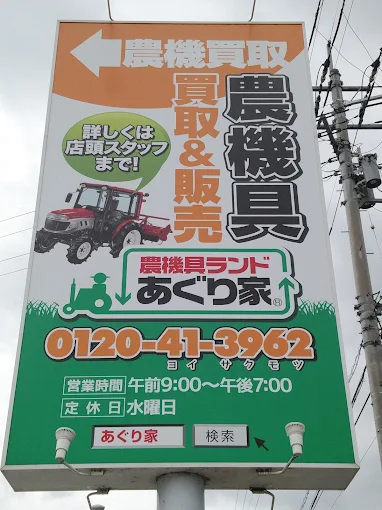 農機買取
農機具
買取&販売
詳しくは
店頭スタッフ
まで!
農機具ランド
あぐり家
®
0120-41-3962
ヨイ サクモツ
営業時間 午前9:00〜午後7:00
定休日 水曜日
あぐり家 検索